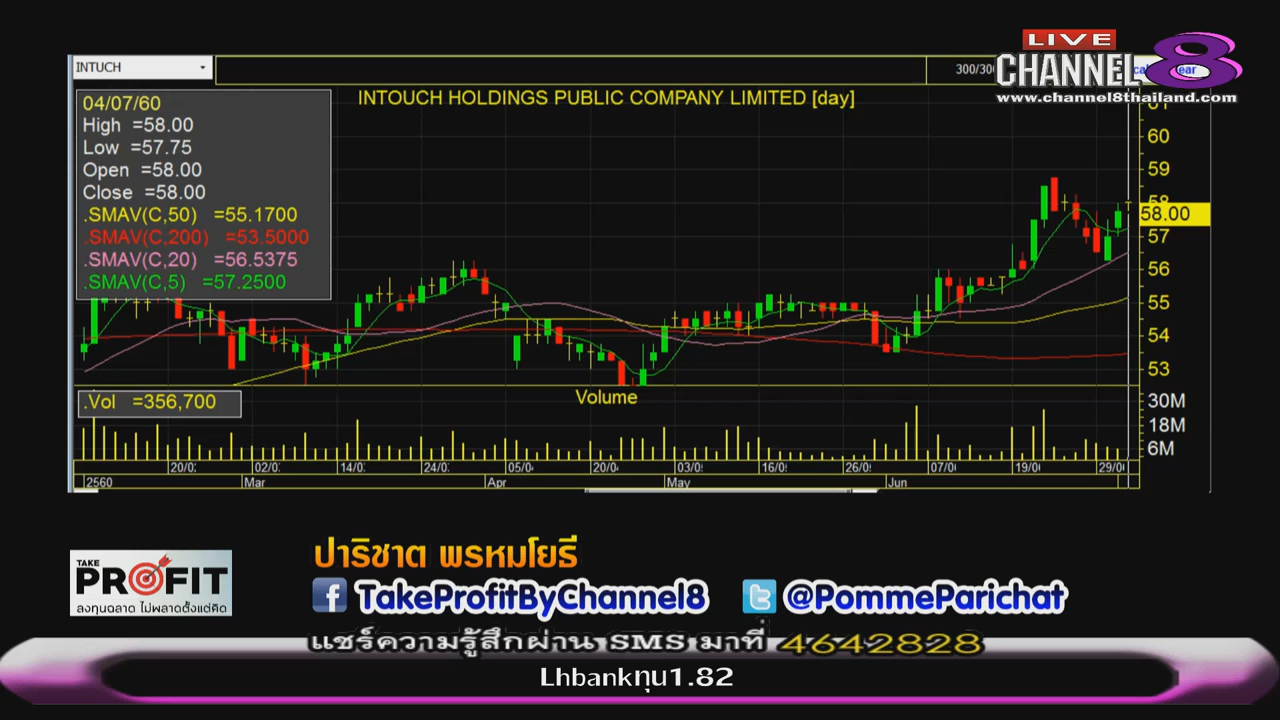 LIVE
CHANNEL 8
www.channel8thailand.com
INTUCH
300/300
INTOUCH HOLDINGS PUBLIC COMPANY LIMITED [day]
04/07/60
High =58.00
Low =57.75
Open =58.00
Close =58.00
.SMAV(C,50) =55.1700
.SMAV(C,200) =53.5000
.SMAV(C,20) =56.5375
.SMAV(C,5) =57.2500
61
60
59
58
58.00
57
56
55
54
53
.Vol =356,700
Volume
30M
18M
6M
20/0 02/0 14/0 24/0 05/0 20/0 03/0 16/0 26/0 07/0 19/0 29/0
2560 Mar Apr May Jun
TAKE
PROFIT
ลงทุนฉลาด ไม่พลาดตั้งแต่คิด
ปาริชาต พรหมโยธี
TakeProfitByChannel8 @PommeParichat
แชร์ความรู้สึกผ่าน SMS มาที่ 4642828
Lhbankทุน1.82